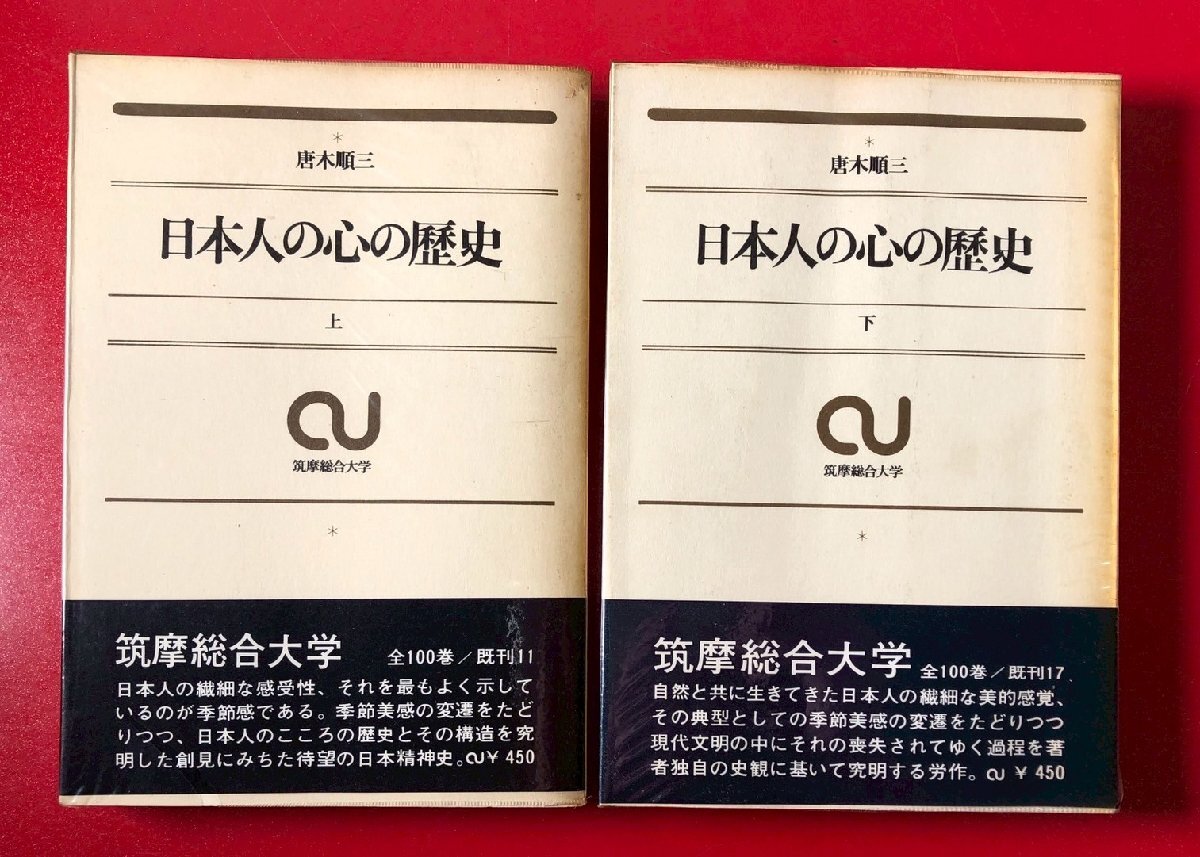 ＊
唐木順三
日本人の心の歷史
上
筑摩総合大学
＊
筑摩総合大学 全100巻／既刊11
日本人の繊細な感受性、それを最もよく示して
いるのが季節感である。季節美感の変遷をたど
りつつ、日本人のこころの歴史とその構造を究
明した創見にみちた待望の日本精神史。¥ 450
＊
唐木順三
日本人の心の歷史
下
筑摩総合大学
＊
筑摩総合大学 全100巻／既刊17
自然と共に生きてきた日本人の繊細な美的感覚、
その典型としての季節美感の変遷をたどりつつ
現代文明の中にそれの喪失されてゆく過程を著
者独自の史観に基いて究明する労作。¥ 450